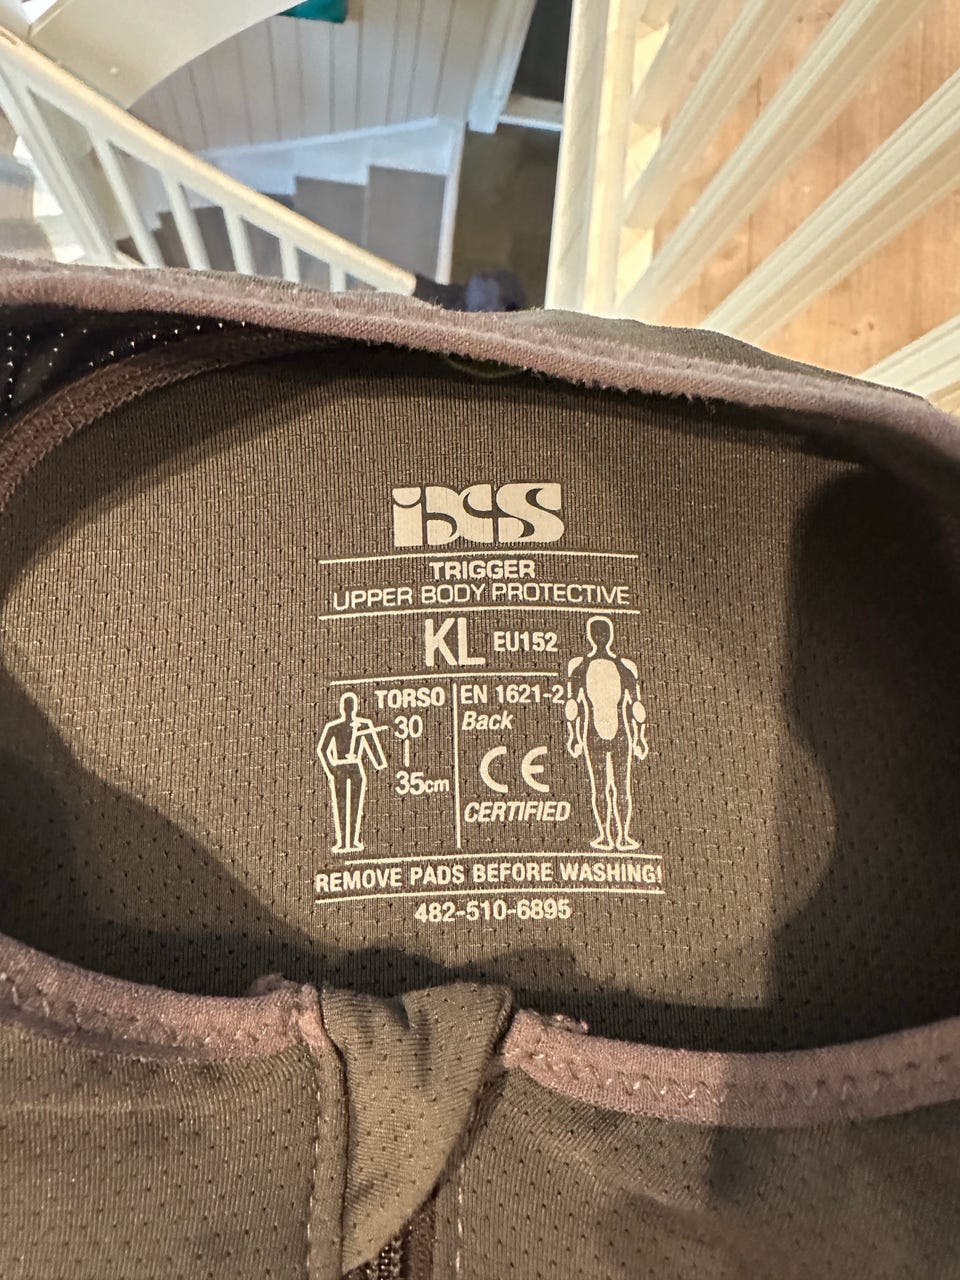 iXS
TRIGGER
UPPER BODY PROTECTIVE
KL EU152
TORSO
30
35cm
EN 1621-2
Back
CE
CERTIFIED
REMOVE PADS BEFORE WASHING!
482-510-6895